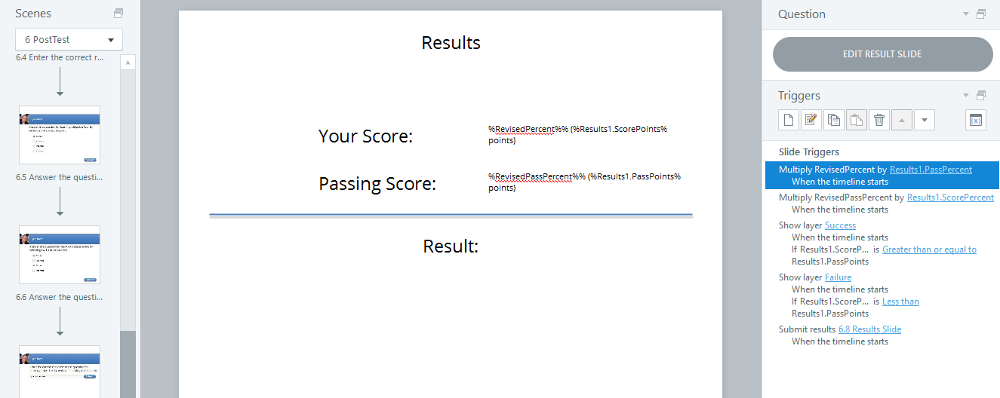 Scenes
6 PostTest
6.4 Enter the correct r...
6.5 Answer the questi...
6.6 Answer the questi...
Results
Your Score:
%RevisedPercent%% (%Results1.ScorePoints%
points)
Passing Score:
%RevisedPassPercent%% (%Results1.PassPoints%
points)
Result:
Question
EDIT RESULT SLIDE
Triggers
Slide Triggers
Multiply RevisedPercent by Results1.PassPercent
When the timeline starts
Multiply RevisedPassPercent by Results1.ScorePercent
When the timeline starts
Show layer Success
When the timeline starts
If Results1.ScoreP... is Greater than or equal to
Results1.PassPoints
Show layer Failure
When the timeline starts
If Results1.ScoreP... is Less than
Results1.PassPoints
Submit results 6.8 Results Slide
When the timeline starts